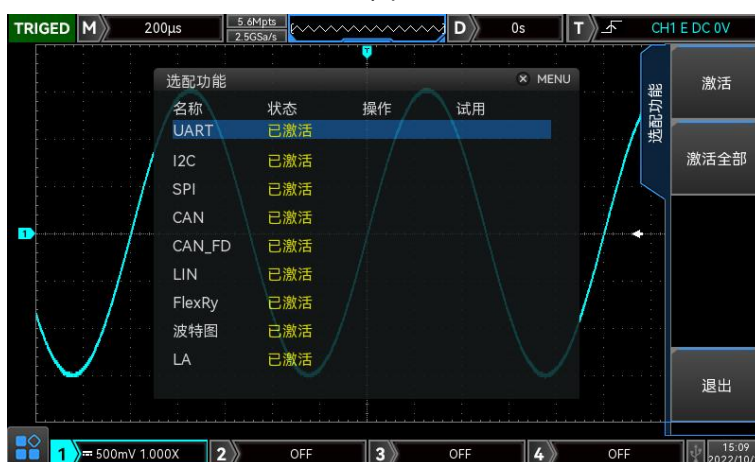 TRIGED M 200μs 5.6Mpts D 0s T CH1 E DC 0V
2.5GSa/s
T
选配功能 MENU
名称 状态 操作 试用
UART 已激活
I2C 已激活
SPI 已激活
CAN 已激活
CAN_FD 已激活
LIN 已激活
FlexRy 已激活
波特图 已激活
LA 已激活
选配功能
激活
激活全部
退出
1
1 500mV 1.000X 2 OFF 3 OFF 4 OFF 15:09